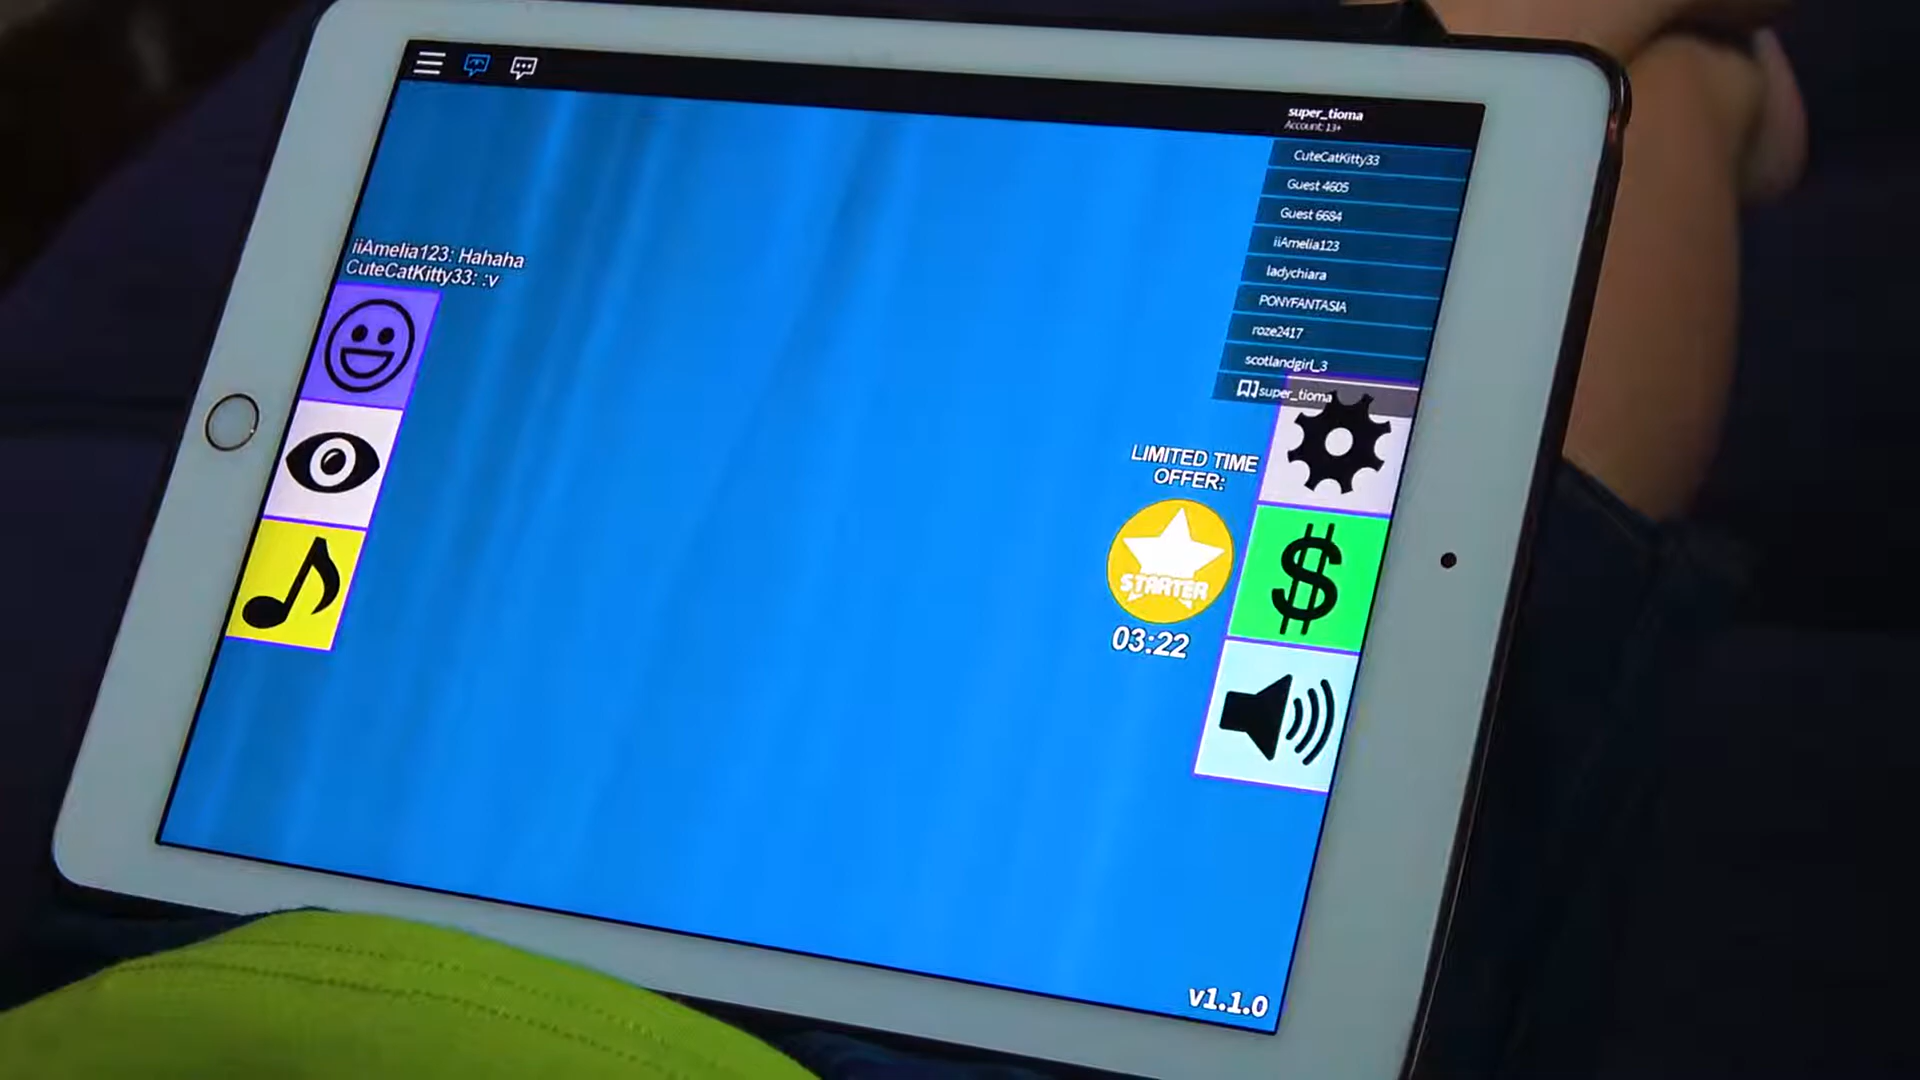 super_tioma
Account: 13+
CuteCatKitty33
Guest 4605
Guest 6684
iiAmelia123
ladychiara
PONYFANTASIA
roze2417
scotlandgirl_3
super_tioma
iiAmelia123: Hahaha
CuteCatKitty33: :v
LIMITED TIME
OFFER:
STARTER
03:22
v1.1.0